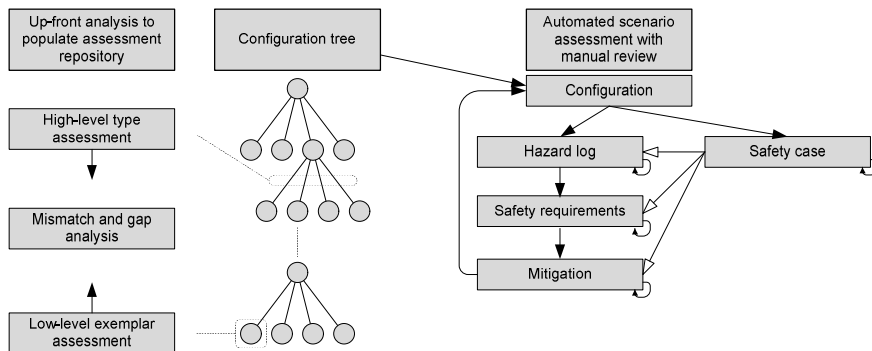 Up-front analysis to
populate assessment
repository
Configuration tree
Automated scenario
assessment with
manual review
Configuration
High-level type
assessment
Hazard log
Safety case
Mismatch and gap
analysis
Safety requirements
Mitigation
Low-level exemplar
assessment